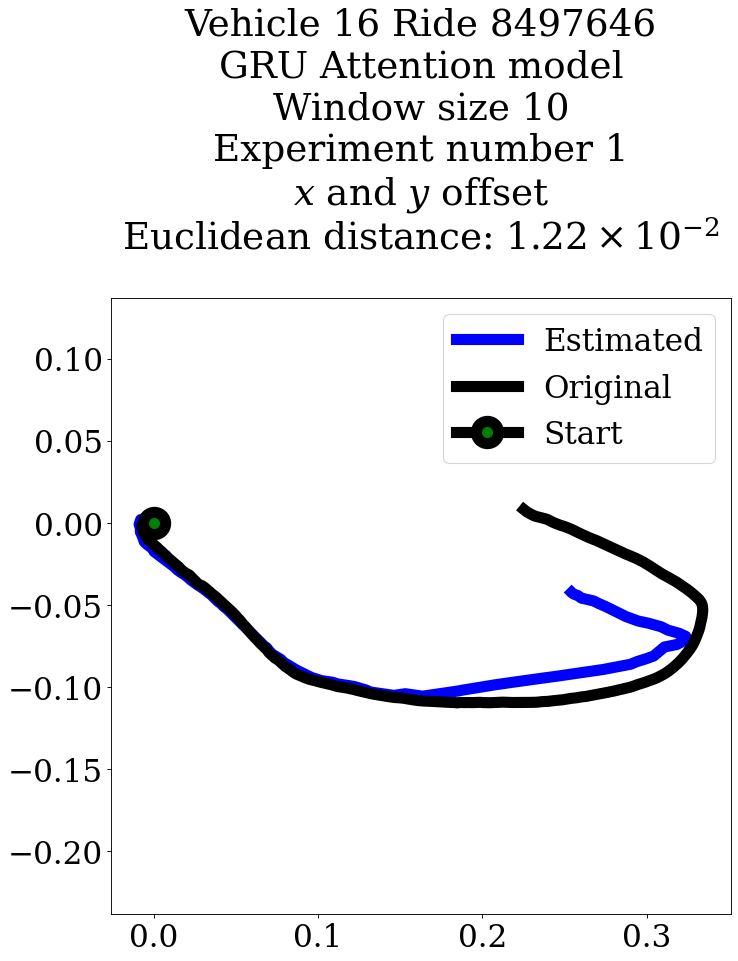 Vehicle 16 Ride 8497646
GRU Attention model
Window size 10
Experiment number 1
x and y offset
Euclidean distance: 1.22 × 10⁻²
Estimated
Original
Start
0.10
0.05
0.00
−0.05
−0.10
−0.15
−0.20
0.0 0.1 0.2 0.3